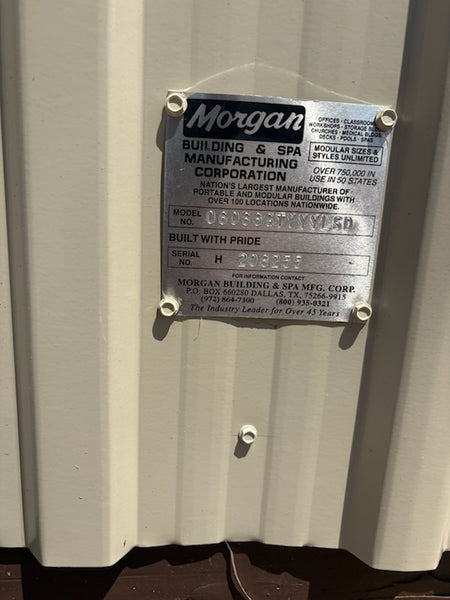 Morgan
BUILDING & SPA
MANUFACTURING
CORPORATION
OFFICES · CLASSROOMS
WORKSHOPS · STORAGE BLDGS
CHURCHES · MEDICAL BLDGS.
DECKS · POOLS · SPAS
MODULAR SIZES &
STYLES UNLIMITED
OVER 750,000 IN
USE IN 50 STATES
NATION'S LARGEST MANUFACTURER OF
PORTABLE AND MODULAR BUILDINGS WITH
OVER 100 LOCATIONS NATIONWIDE.
MODEL
NO.
BUILT WITH PRIDE
SERIAL
NO. H 208255
FOR INFORMATION CONTACT
MORGAN BUILDING & SPA MFG. CORP.
P.O. BOX 660280 DALLAS, TX, 75266-9915
(972) 864-7300 (800) 935-0321
The Industry Leader for Over 45 Years